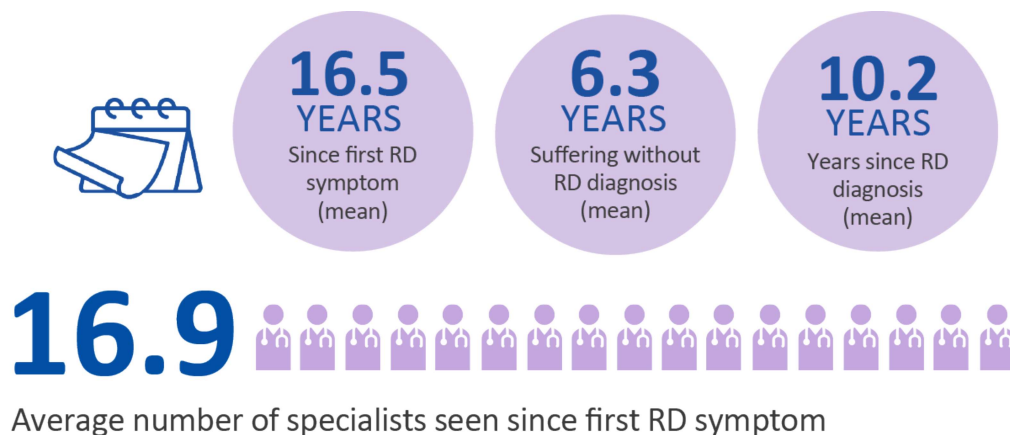 16.5
YEARS
Since first RD
symptom
(mean)
6.3
YEARS
Suffering without
RD diagnosis
(mean)
10.2
YEARS
Years since RD
diagnosis
(mean)
16.9
Average number of specialists seen since first RD symptom